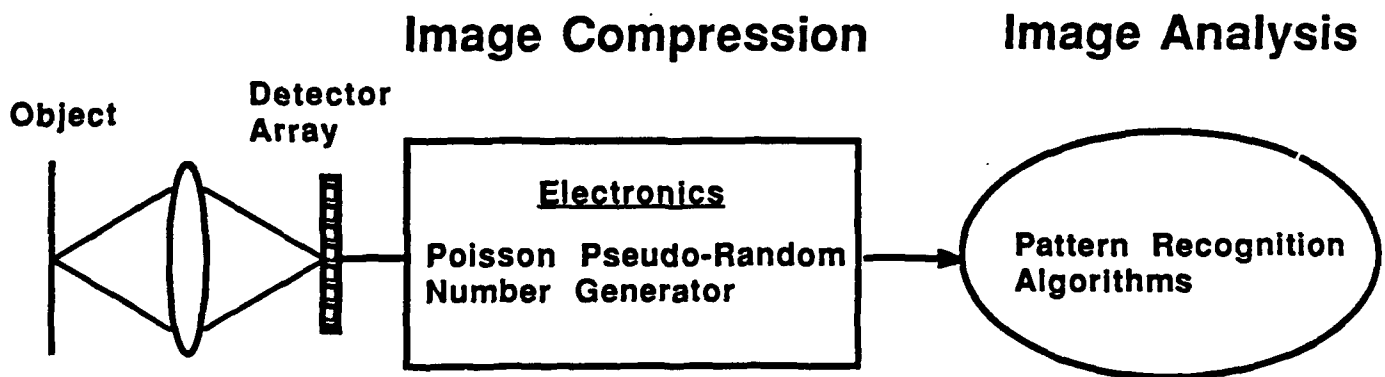 Image Compression
Image Analysis
Object
Detector
Array
Electronics
Poisson Pseudo-Random
Number Generator
Pattern Recognition
Algorithms